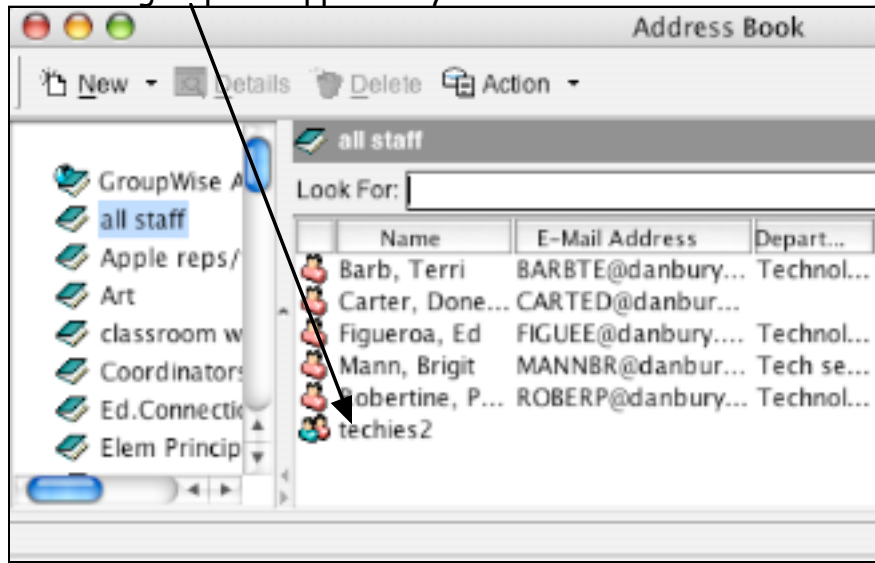 Address Book
New Details Delete Action
all staff
Look For:
Name E-Mail Address Depart...
Barb, Terri BARBTE@danbury... Technol...
Carter, Done... CARTED@danbur...
Figueroa, Ed FIGUEE@danbury.... Technol...
Mann, Brigit MANNBR@danbur... Tech se...
Robertine, P... ROBERP@danbury... Technol...
techies2
GroupWise A
all staff
Apple reps/
Art
classroom w
Coordinators
Ed.Connectio
Elem Princip